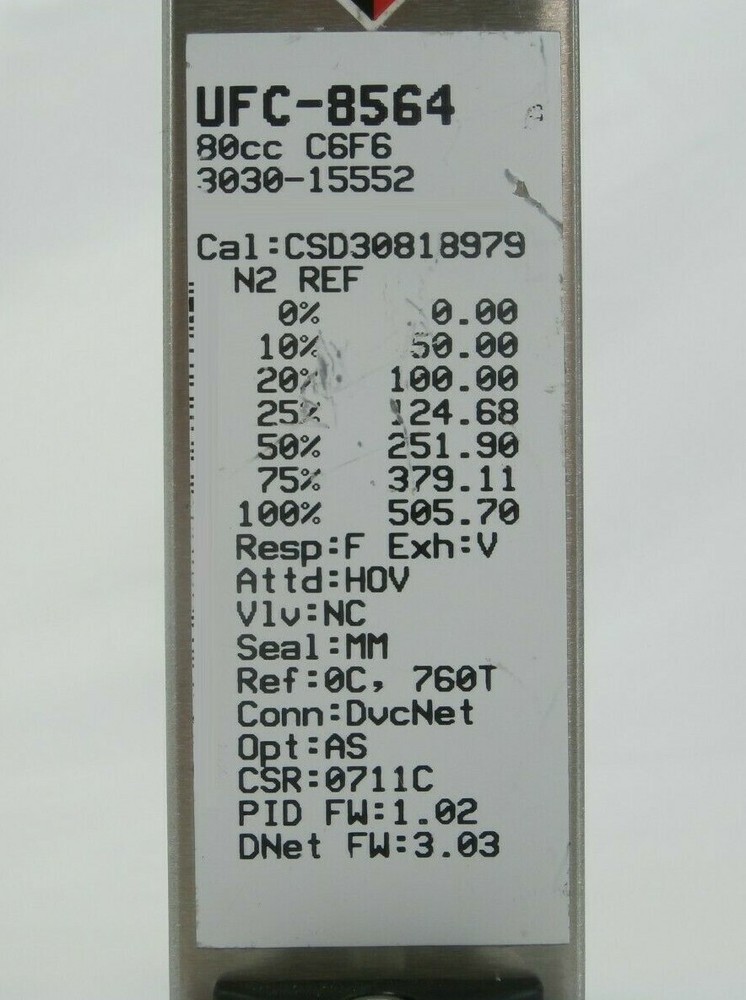 UFC-8564
80cc C6F6
3030-15552
Cal:CSD30818979
N2 REF
0% 0.00
10% 50.00
20% 100.00
25% 124.68
50% 251.90
75% 379.11
100% 505.70
Resp:F Exh:V
Attd:HOV
Vlv:NC
Seal:MM
Ref:0C, 760T
Conn:DvcNet
Opt:AS
CSR:0711C
PID FW:1.02
DNet FW:3.03